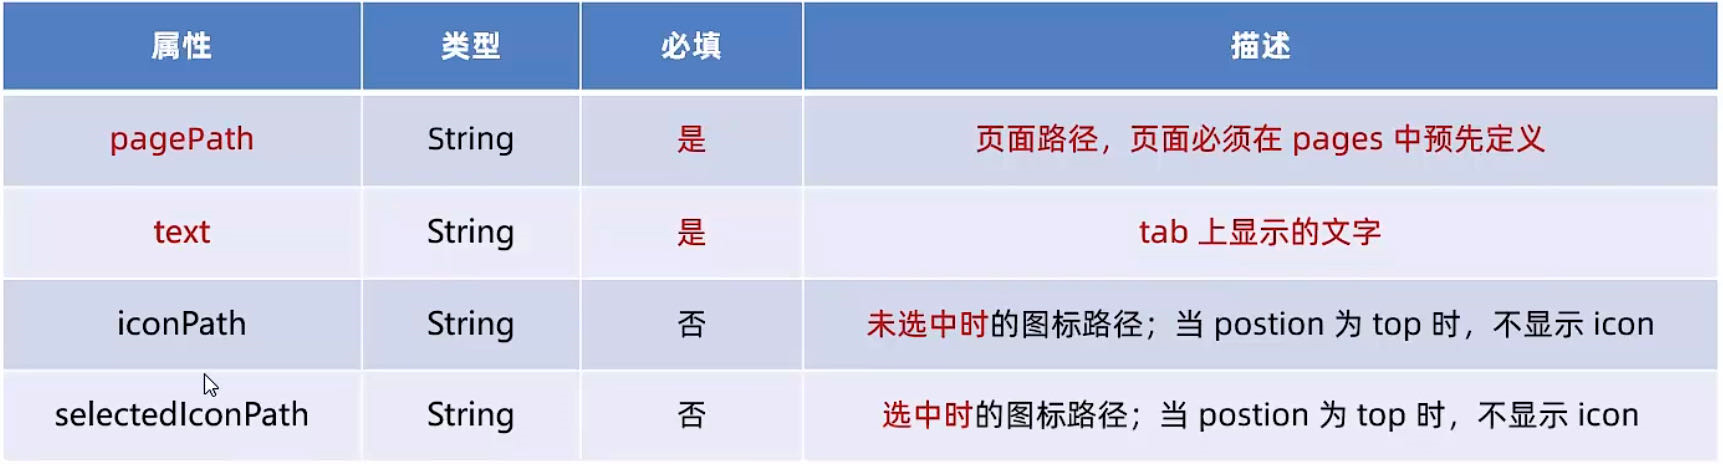 属性 类型 必填 描述
pagePath String 是 页面路径，页面必须在 pages 中预先定义
text String 是 tab 上显示的文字
iconPath String 否 未选中时的图标路径；当 postion 为 top 时，不显示 icon
selectedIconPath String 否 选中时的图标路径；当 postion 为 top 时，不显示 icon